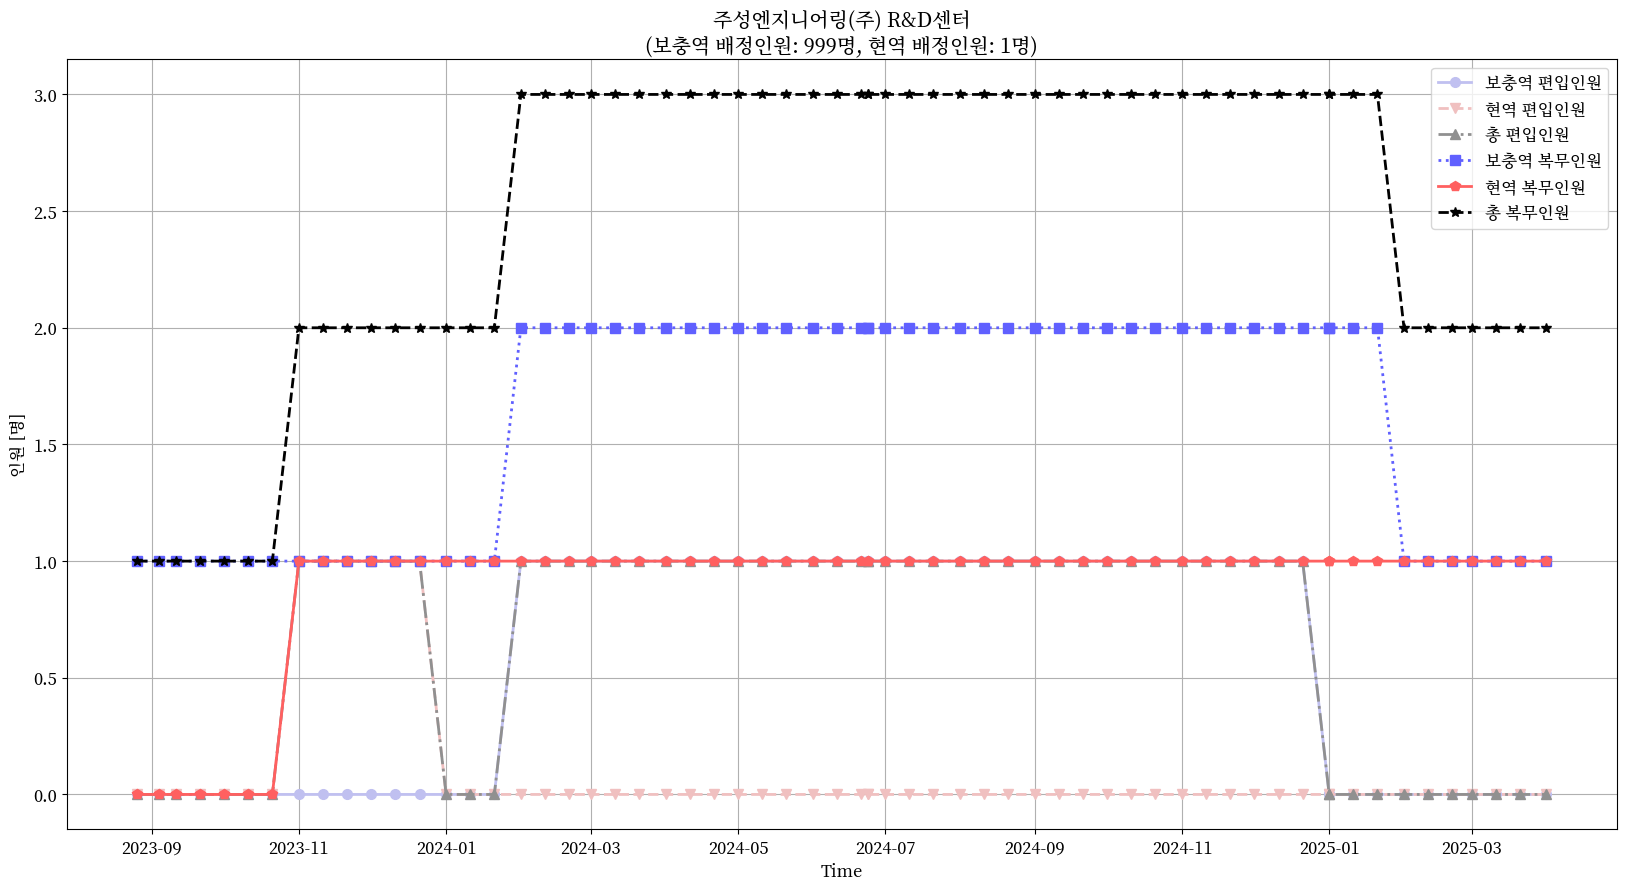 주성엔지니어링(주) R&D센터
(보충역 배정인원: 999명, 현역 배정인원: 1명)
보충역 편입인원
현역 편입인원
총 편입인원
보충역 복무인원
현역 복무인원
총 복무인원
3.0
2.5
2.0
1.5
1.0
0.5
0.0
인원 [명]
2023-09
2023-11
2024-01
2024-03
2024-05
2024-07
2024-09
2024-11
2025-01
2025-03
Time